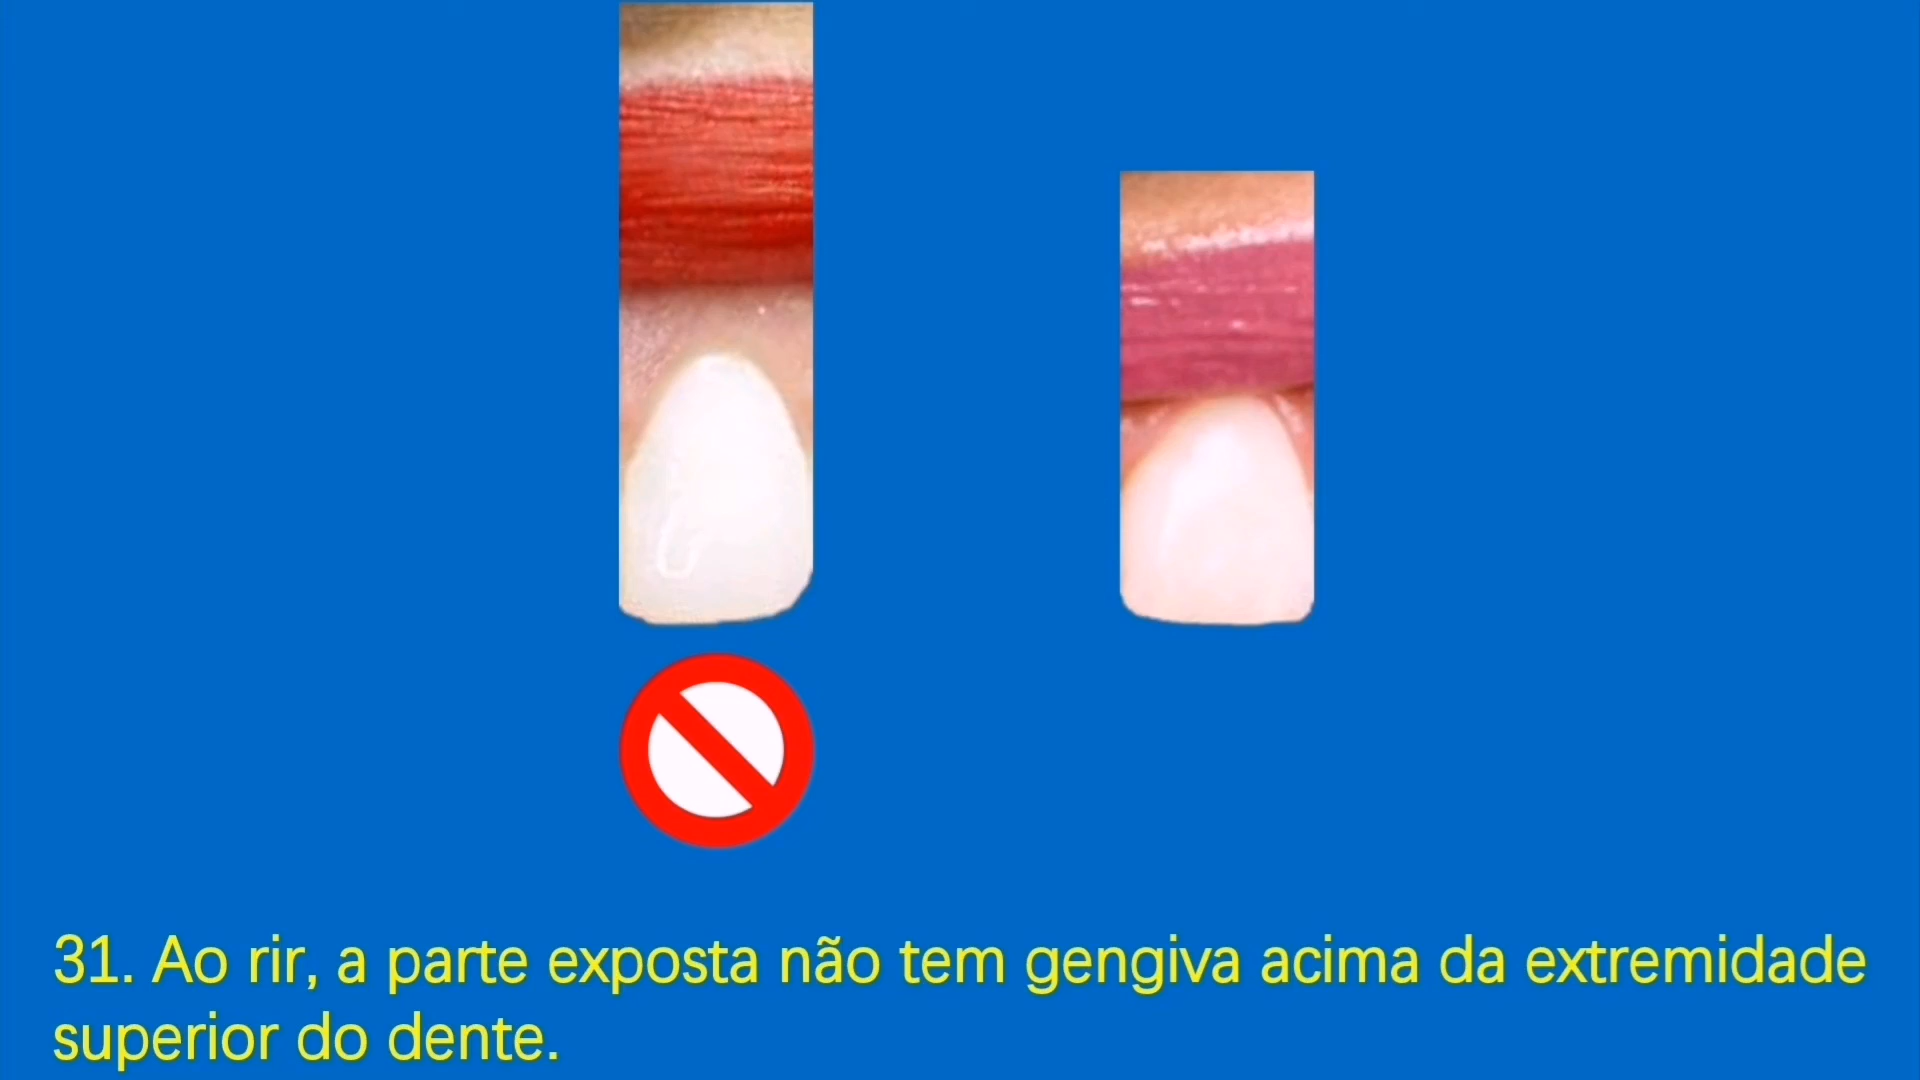 31. Ao rir, a parte exposta não tem gengiva acima da extremidade
superior do dente.